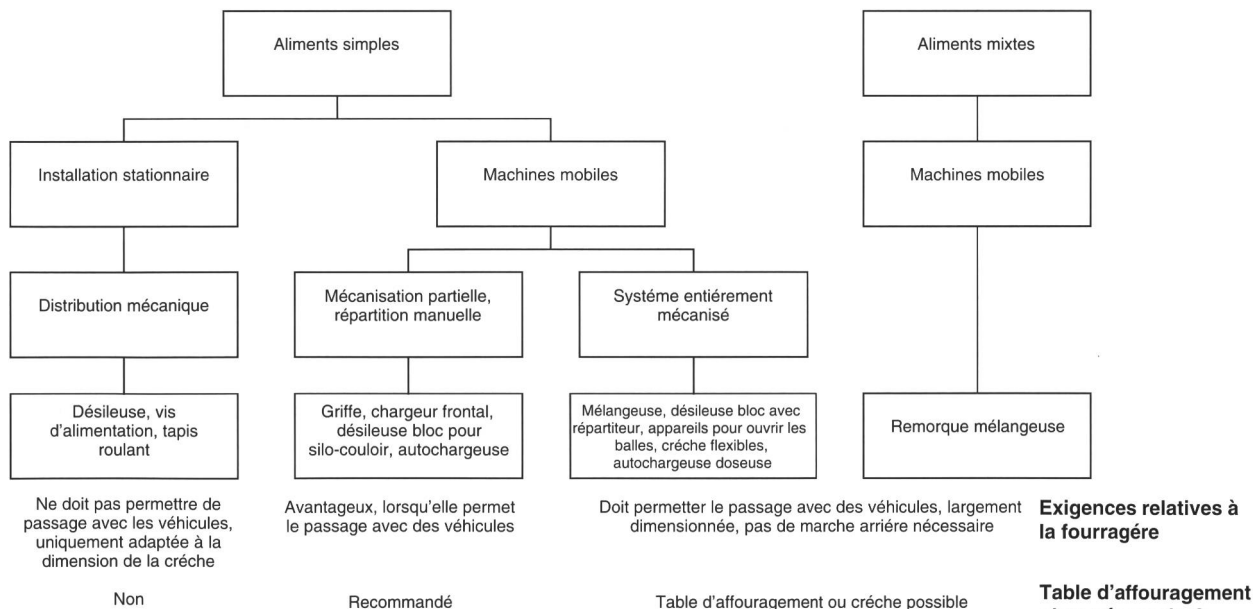 Aliments simples
Aliments mixtes
Installation stationnaire
Machines mobiles
Machines mobiles
Distribution mécanique
Mécanisation partielle,
répartition manuelle
Systéme entiérement
mécanisé
Désileuse, vis
d'alimentation, tapis
roulant
Griffe, chargeur frontal,
désileuse bloc pour
silo-couloir, autochargeuse
Mélangeuse, désileuse bloc avec
répartiteur, appareils pour ouvrir les
balles, créche flexibles,
autochargeuse doseuse
Remorque mélangeuse
Ne doit pas permettre de
passage avec les véhicules,
uniquement adaptée à la
dimension de la créche
Avantageux, lorsqu'elle permet
le passage avec des véhicules
Doit permetter le passage avec des véhicules, largement
dimensionnée, pas de marche arriére nécessaire
Exigences relatives à
la fourragére
Non
Recommandé
Table d'affouragement ou créche possible
Table d'affouragement